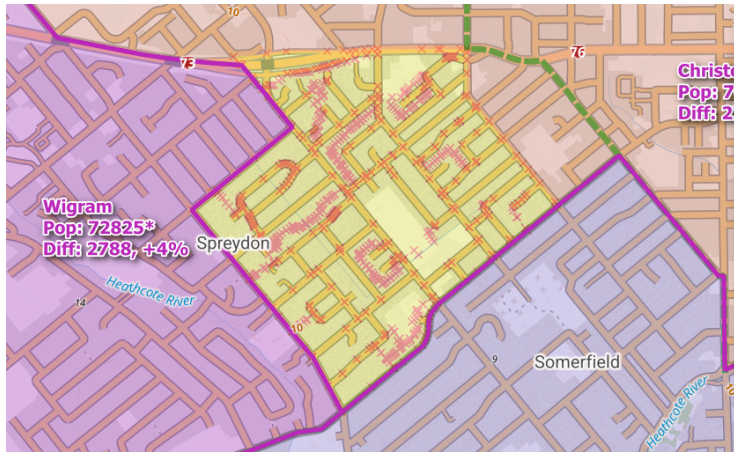 10
73
76
Christc
Pop: 7
Diff: 2
Wigram
Pop: 72825*
Diff: 2788, +4%
Spreydon
Heathcote River
14
10
9
Somerfield
Heathcote River
10